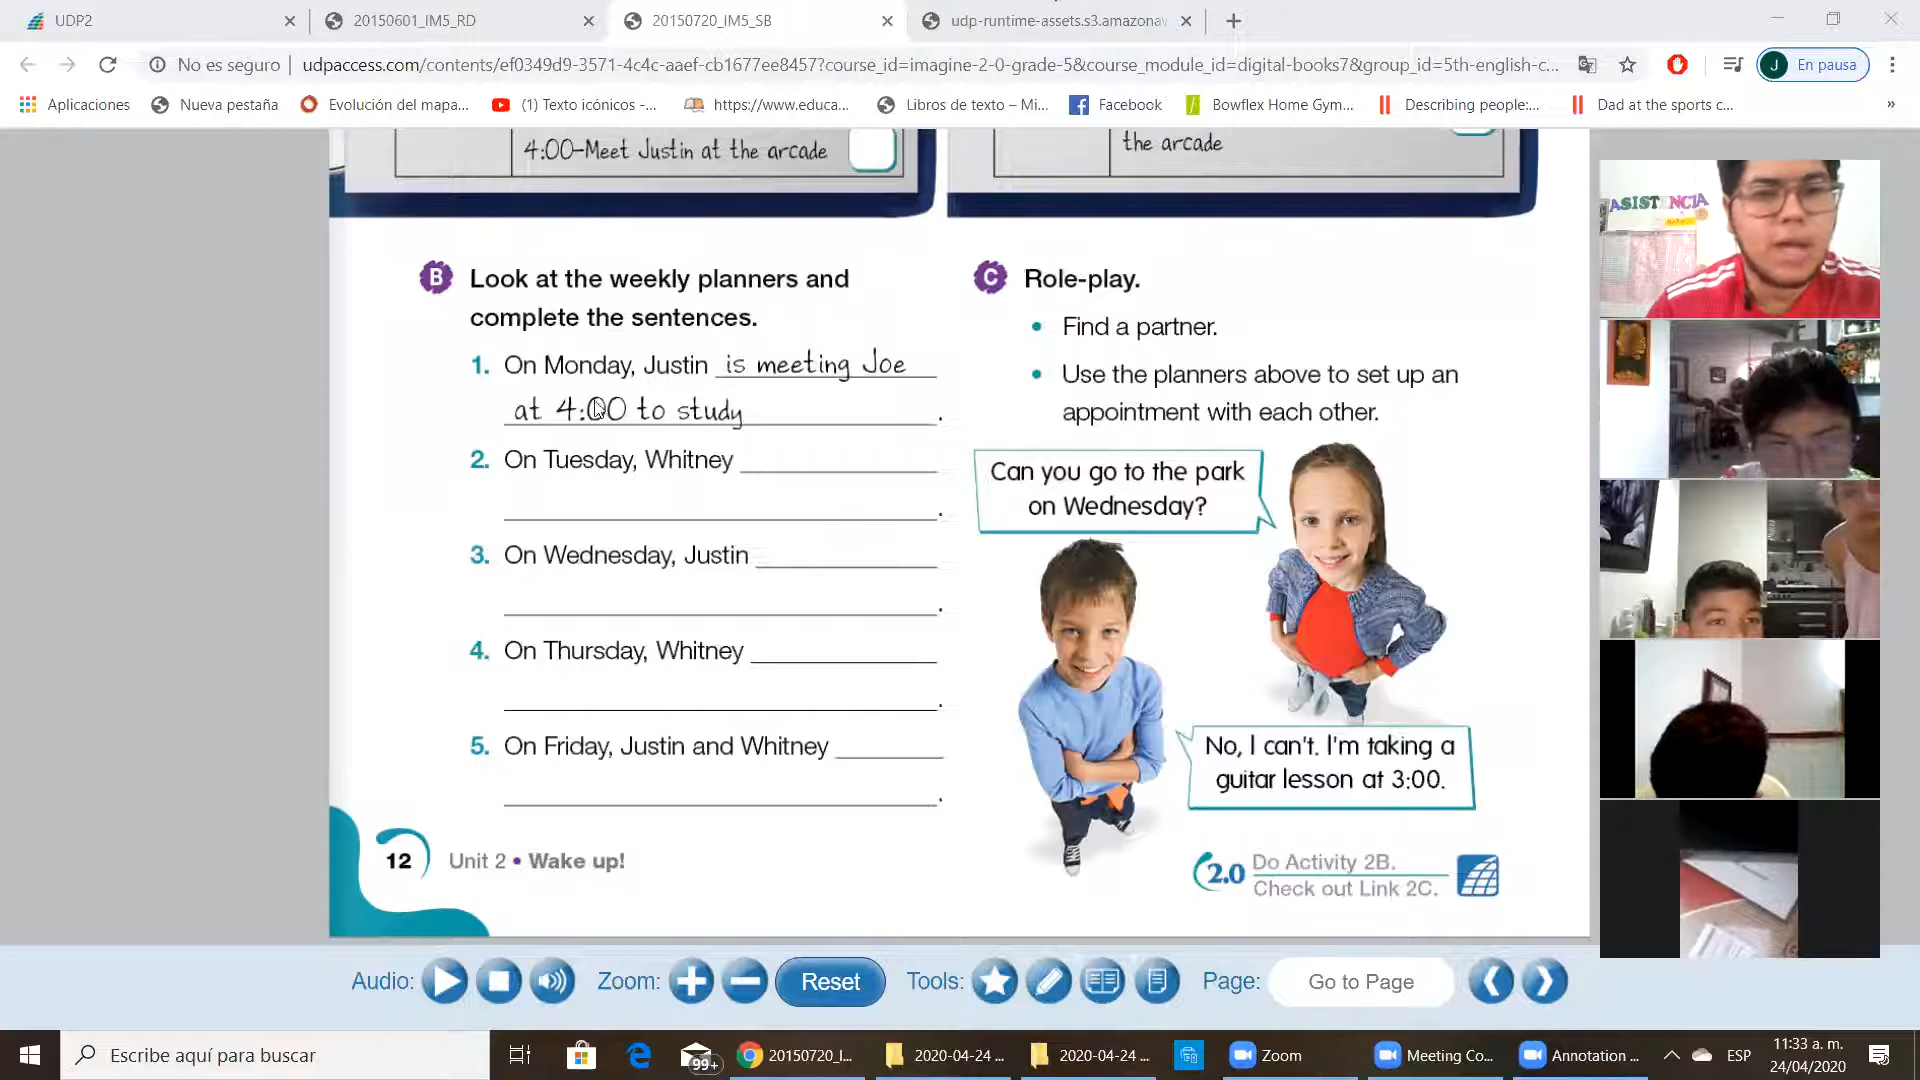 UDP2
20150601_IM5_RD
20150720_IM5_SB
udp-runtime-assets.s3.amazonav
No es seguro
udpaccess.com/contents/ef0349d9-3571-4c4c-aaef-cb1677ee8457?course_id=imagine-2-0-grade-5&course_module_id=digital-books7&group_id=5th-english-c...
J En pausa
Aplicaciones
Nueva pestaña
Evolución del mapa...
(1) Texto icónicos -...
https://www.educa...
Libros de texto – Mi...
Facebook
Bowflex Home Gym...
Describing people:...
Dad at the sports c...
»
4:00-Meet Justin at the arcade
the arcade
B Look at the weekly planners and
complete the sentences.
1. On Monday, Justin is meeting Joe
at 4:00 to study.
2. On Tuesday, Whitney
.
3. On Wednesday, Justin
.
4. On Thursday, Whitney
.
5. On Friday, Justin and Whitney
.
C Role-play.
• Find a partner.
• Use the planners above to set up an
appointment with each other.
Can you go to the park
on Wednesday?
No, I can't. I'm taking a
guitar lesson at 3:00.
12 Unit 2 • Wake up!
2.0 Do Activity 2B.
Check out Link 2C.
ASISTENCIA
Audio:
Zoom:
Reset
Tools:
Page:
Go to Page
Escribe aquí para buscar
99+
20150720_I...
2020-04-24 ...
2020-04-24 ...
Zoom
Meeting Co...
Annotation ...
ESP
11:33 a. m.
24/04/2020